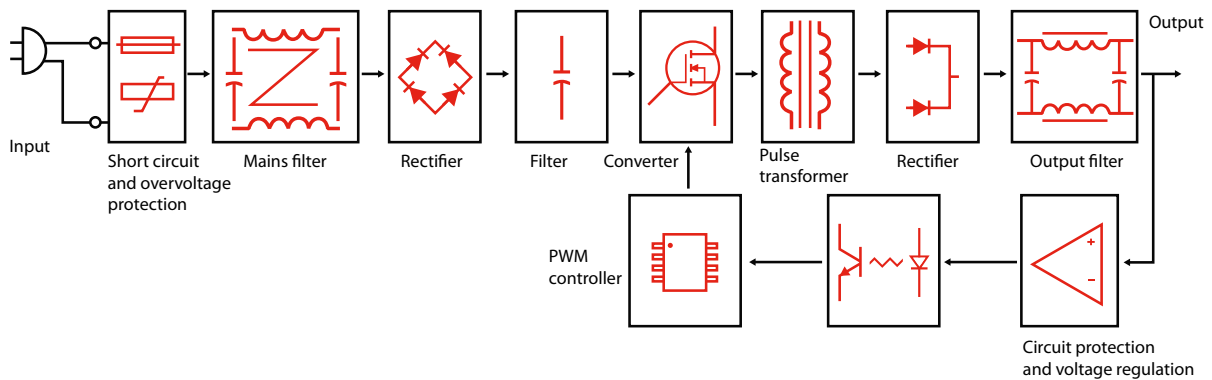 Output
Input
Short circuit
and overvoltage
protection
Mains filter
Rectifier
Filter
Converter
Pulse
transformer
Rectifier
Output filter
PWM
controller
+
-
Circuit protection
and voltage regulation